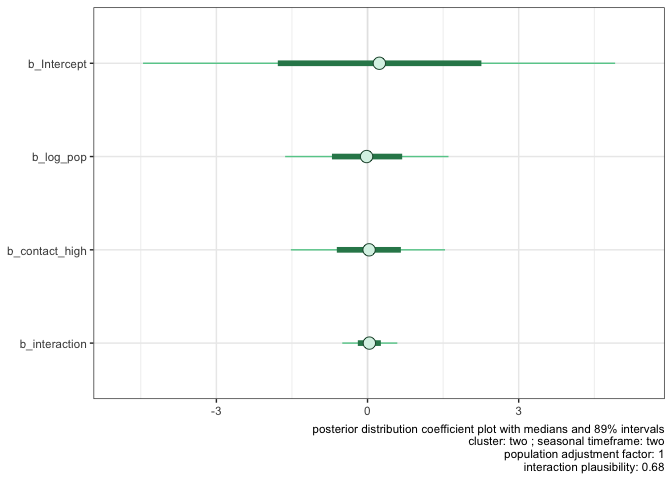 b_Intercept
b_log_pop
b_contact_high
b_interaction
-3 0 3
posterior distribution coefficient plot with medians and 89% intervals
cluster: two ; seasonal timeframe: two
population adjustment factor: 1
interaction plausibility: 0.68